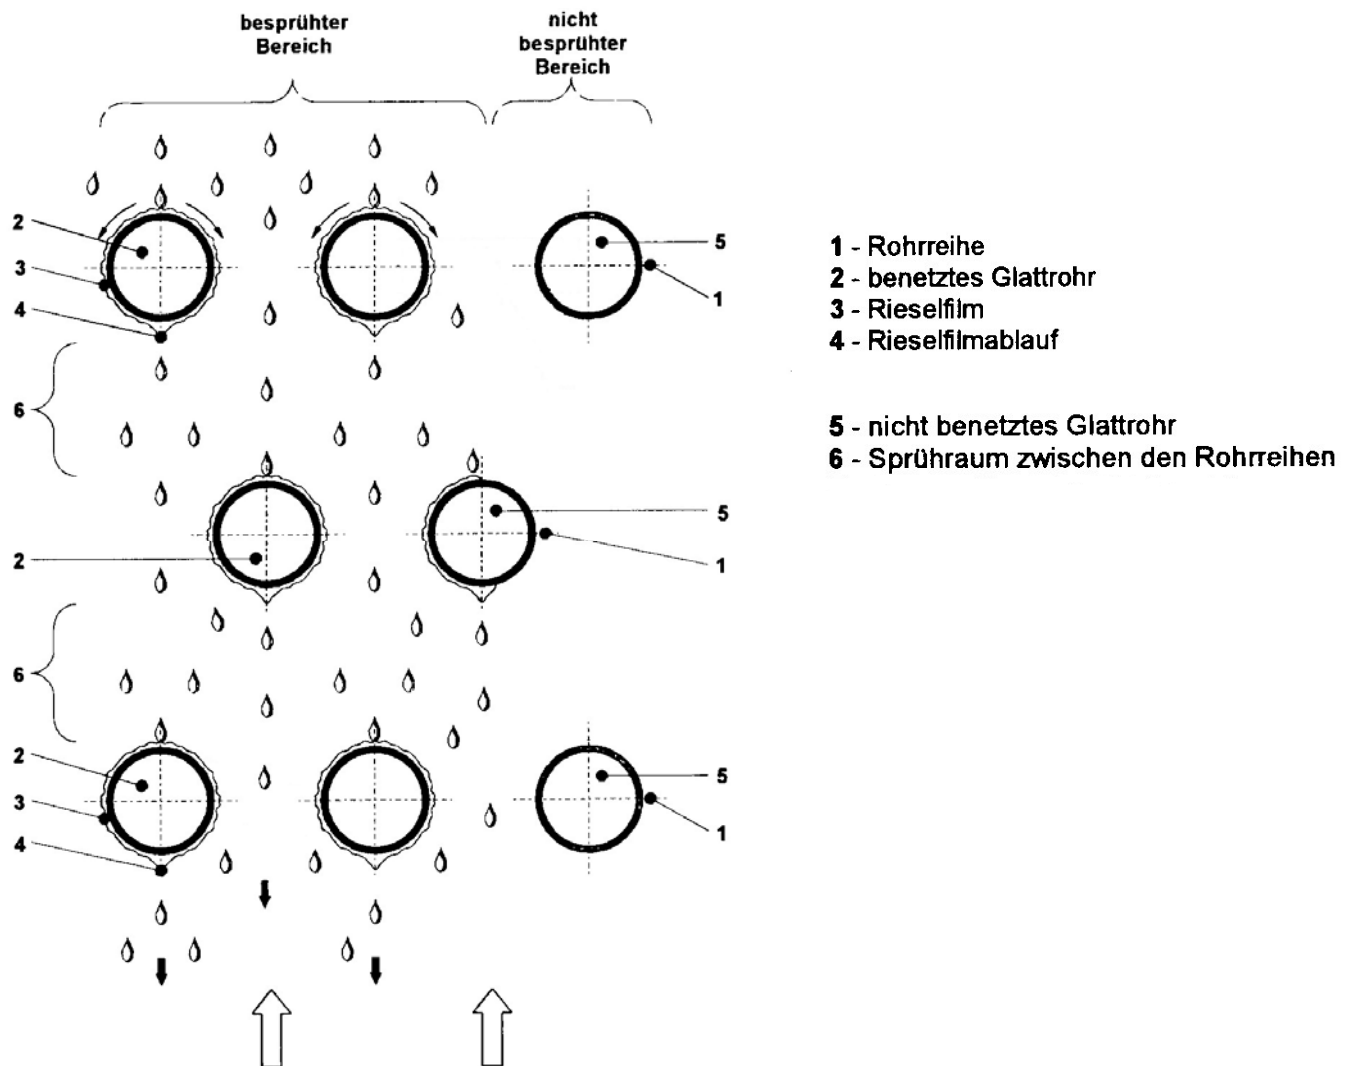 besprühter
Bereich
nicht
besprühter
Bereich
2
3
4
6
2
6
2
3
4
5
1
5
1
5
1
1 - Rohrreihe
2 - benetztes Glattrohr
3 - Rieselfilm
4 - Rieselfilmablauf
5 - nicht benetztes Glattrohr
6 - Sprühraum zwischen den Rohrreihen